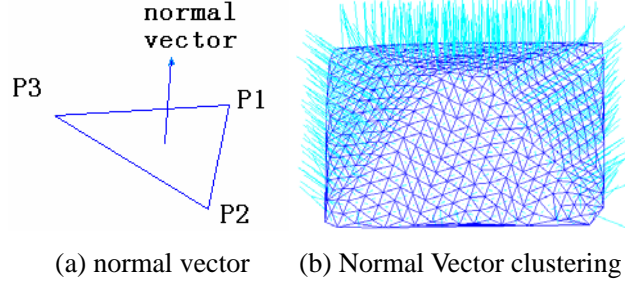 normal
vector
P3
P1
P2
(a) normal vector
(b) Normal Vector clustering